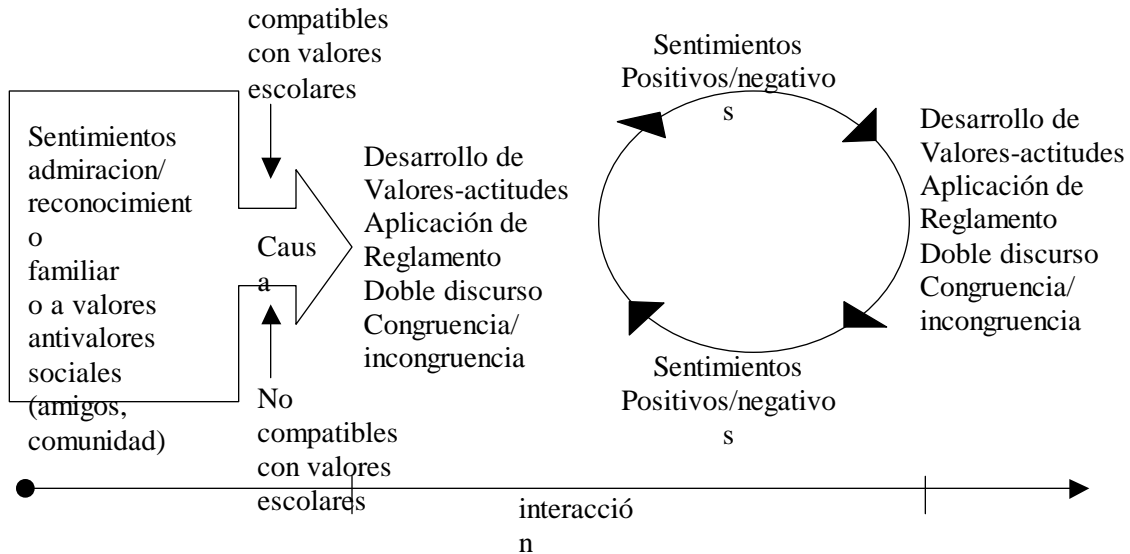 compatibles
con valores
escolares
Sentimientos
admiracion/
reconocimient
o
familiar
o a valores
antivalores
sociales
(amigos,
comunidad)
Caus
a
No
compatibles
con valores
escolares
Desarrollo de
Valores-actitudes
Aplicación de
Reglamento
Doble discurso
Congruencia/
incongruencia
Sentimientos
Positivos/negativo
s
Sentimientos
Positivos/negativo
s
Desarrollo de
Valores-actitudes
Aplicación de
Reglamento
Doble discurso
Congruencia/
incongruencia
interacció
n